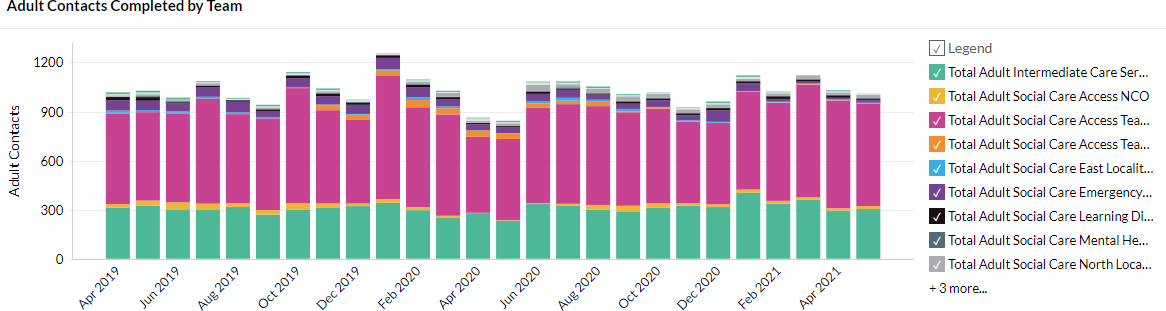 Adult Contacts Completed by Team
Adult Contacts
1200
900
600
300
0
Apr 2019
Jun 2019
Aug 2019
Oct 2019
Dec 2019
Feb 2020
Apr 2020
Jun 2020
Aug 2020
Oct 2020
Dec 2020
Feb 2021
Apr 2021
Legend
Total Adult Intermediate Care Ser...
Total Adult Social Care Access NCO
Total Adult Social Care Access Tea...
Total Adult Social Care Access Tea...
Total Adult Social Care East Localit...
Total Adult Social Care Emergency...
Total Adult Social Care Learning Di...
Total Adult Social Care Mental He...
Total Adult Social Care North Loca...
+ 3 more...